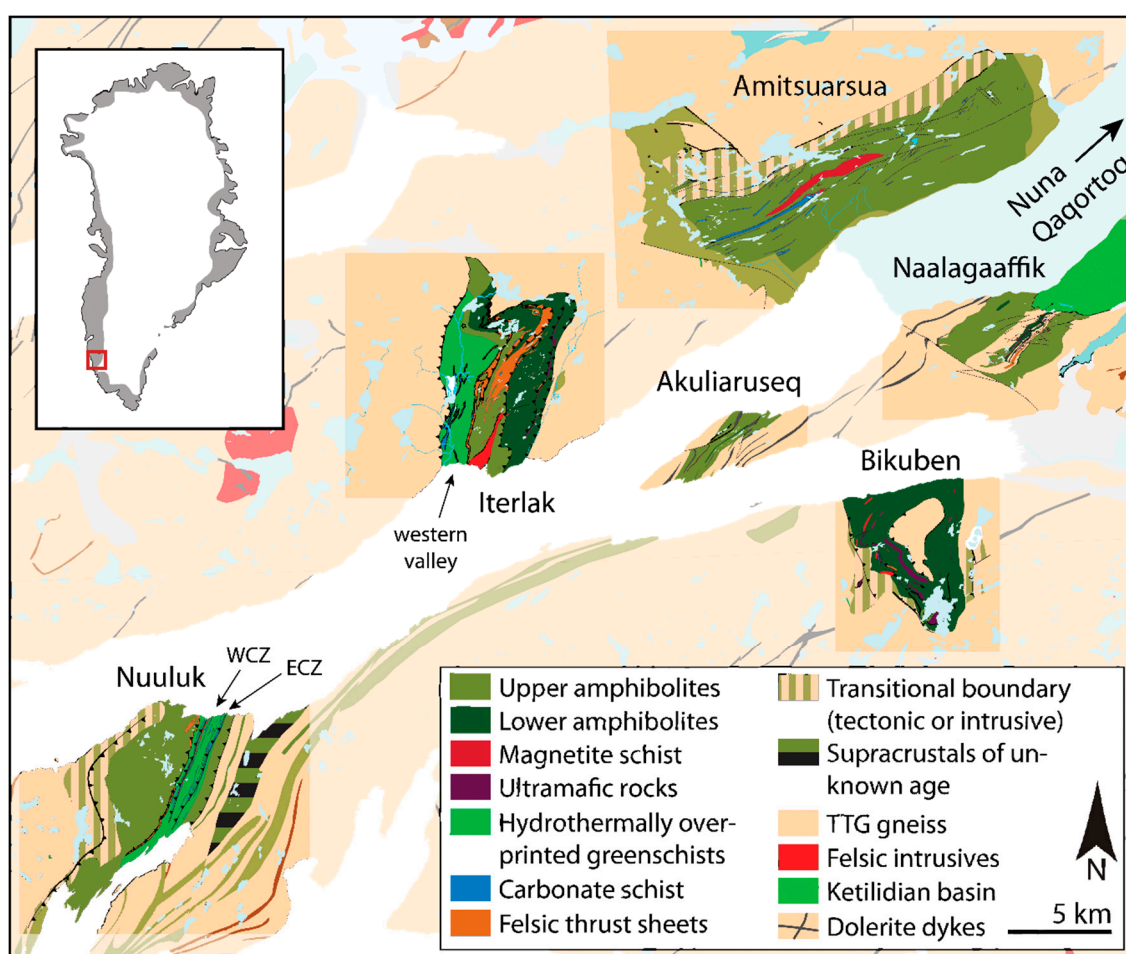 Amitsuarsua
Nuna
Qaqortoq
Naalagaaffik
Akuliaruseq
Bikuben
Iterlak
western
valley
WCZ
ECZ
Nuuluk
Upper amphibolites
Lower amphibolites
Magnetite schist
Ultramafic rocks
Hydrothermally over-
printed greenschists
Carbonate schist
Felsic thrust sheets
Transitional boundary
(tectonic or intrusive)
Supracrustals of un-
known age
TTG gneiss
Felsic intrusives
Ketilidian basin
Dolerite dykes
N
5 km